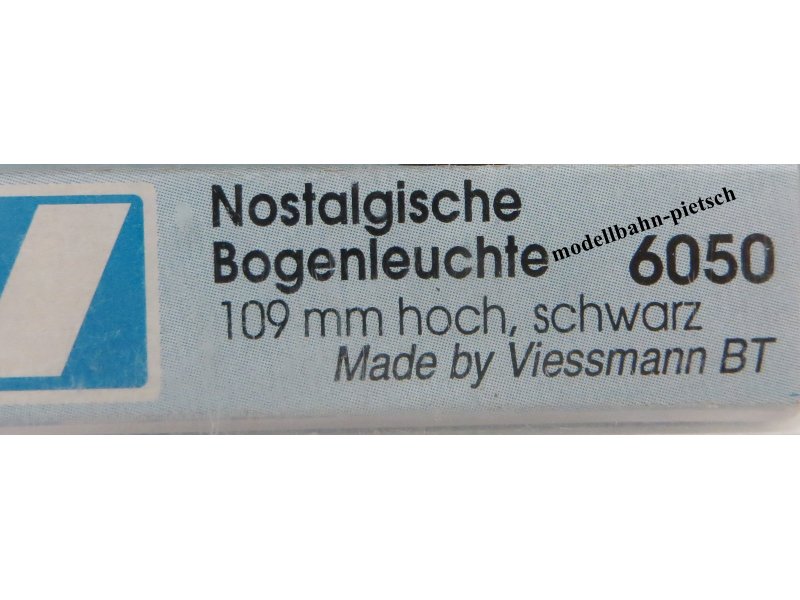 Nostalgische
Bogenleuchte 6050
modellbahn-pietsch
109 mm hoch, schwarz
Made by Viessmann BT